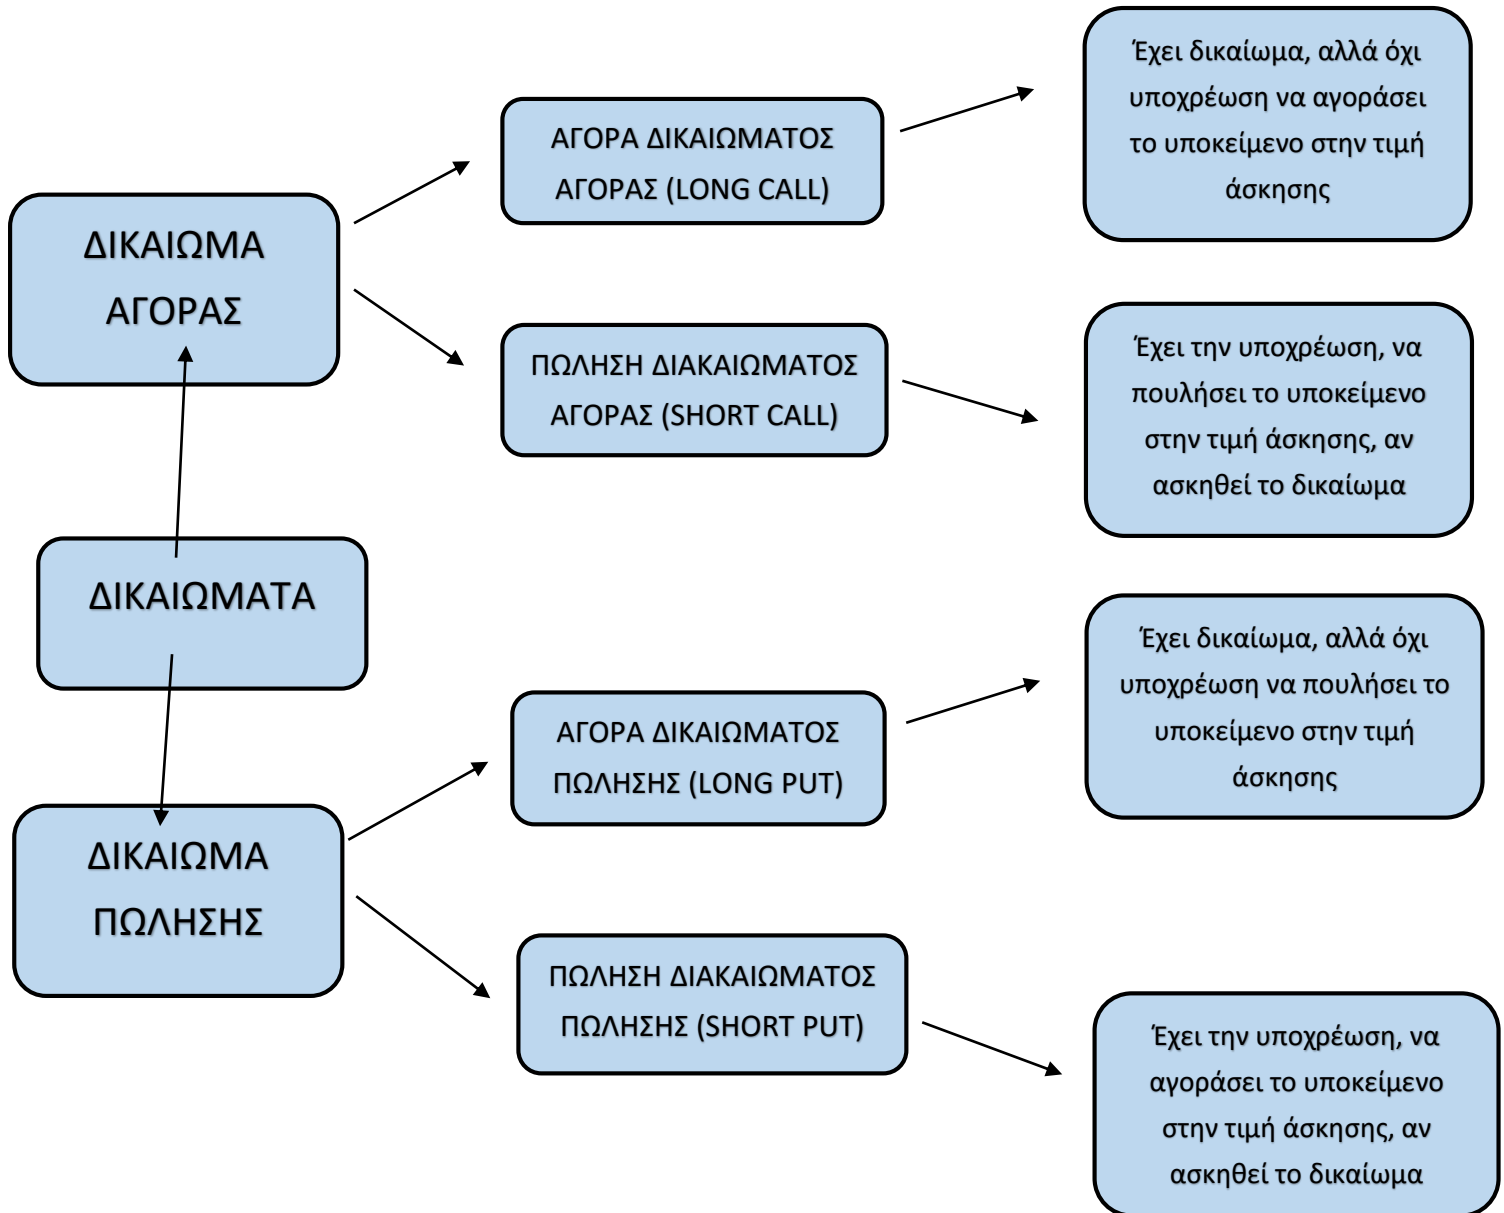 ΔΙΚΑΙΩΜΑ
ΑΓΟΡΑΣ
ΑΓΟΡΑ ΔΙΚΑΙΩΜΑΤΟΣ
ΑΓΟΡΑΣ (LONG CALL)
Έχει δικαίωμα, αλλά όχι
υποχρέωση να αγοράσει
το υποκείμενο στην τιμή
άσκησης
ΠΩΛΗΣΗ ΔΙΑΚΑΙΩΜΑΤΟΣ
ΑΓΟΡΑΣ (SHORT CALL)
Έχει την υποχρέωση, να
πουλήσει το υποκείμενο
στην τιμή άσκησης, αν
ασκηθεί το δικαίωμα
ΔΙΚΑΙΩΜΑΤΑ
ΔΙΚΑΙΩΜΑ
ΠΩΛΗΣΗΣ
ΑΓΟΡΑ ΔΙΚΑΙΩΜΑΤΟΣ
ΠΩΛΗΣΗΣ (LONG PUT)
Έχει δικαίωμα, αλλά όχι
υποχρέωση να πουλήσει το
υποκείμενο στην τιμή
άσκησης
ΠΩΛΗΣΗ ΔΙΑΚΑΙΩΜΑΤΟΣ
ΠΩΛΗΣΗΣ (SHORT PUT)
Έχει την υποχρέωση, να
αγοράσει το υποκείμενο
στην τιμή άσκησης, αν
ασκηθεί το δικαίωμα